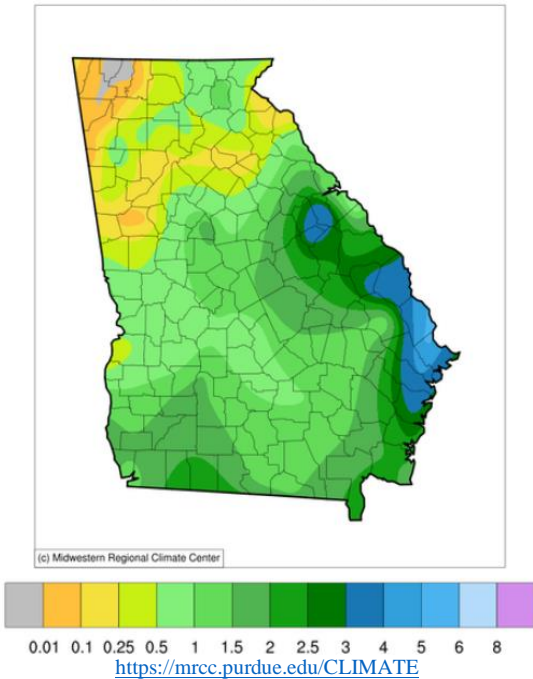 (c) Midwestern Regional Climate Center
0.01 0.1 0.25 0.5 1 1.5 2 2.5 3 4 5 6 8
https://mrcc.purdue.edu/CLIMATE